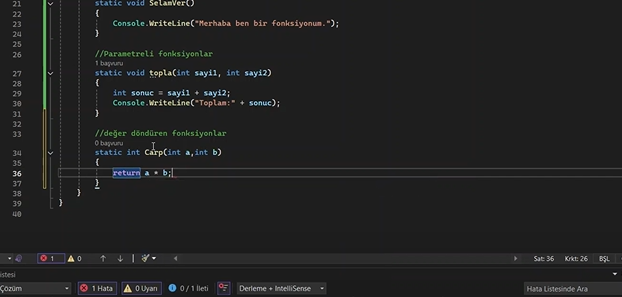 21 static void SelamVer()
22 {
23 Console.WriteLine("Merhaba ben bir fonksiyonum.");
24 }
25
26 //Parametreli fonksiyonlar
1 başvuru
27 static void topla(int sayi1, int sayi2)
28 {
29 int sonuc = sayi1 + sayi2;
30 Console.WriteLine("Toplam:" + sonuc);
31 }
32
33 //değer döndüren fonksiyonlar
0 başvuru
34 static int Carp(int a,int b)
35 {
36 return a * b;
37 }
38 }
39 }
40
1 0 Sat: 36 Krkt: 26 BŞL
istesi
Çözüm 1 Hata 0 Uyarı 0 / 1 İleti Derleme + IntelliSense Hata Listesinde Ara